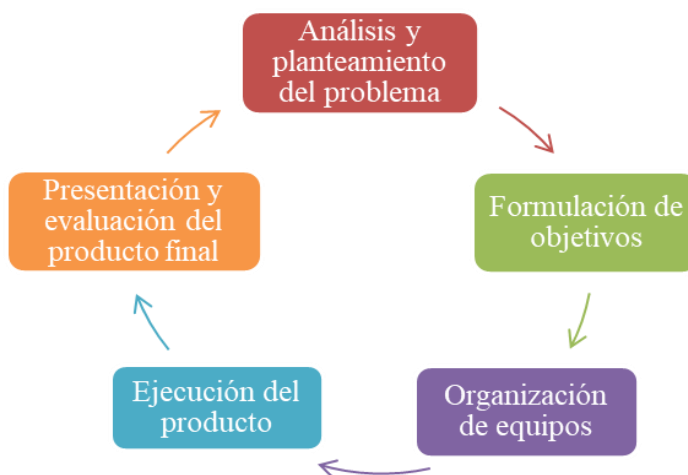 Análisis y
planteamiento
del problema
Formulación de
objetivos
Organización
de equipos
Ejecución del
producto
Presentación y
evaluación del
producto final